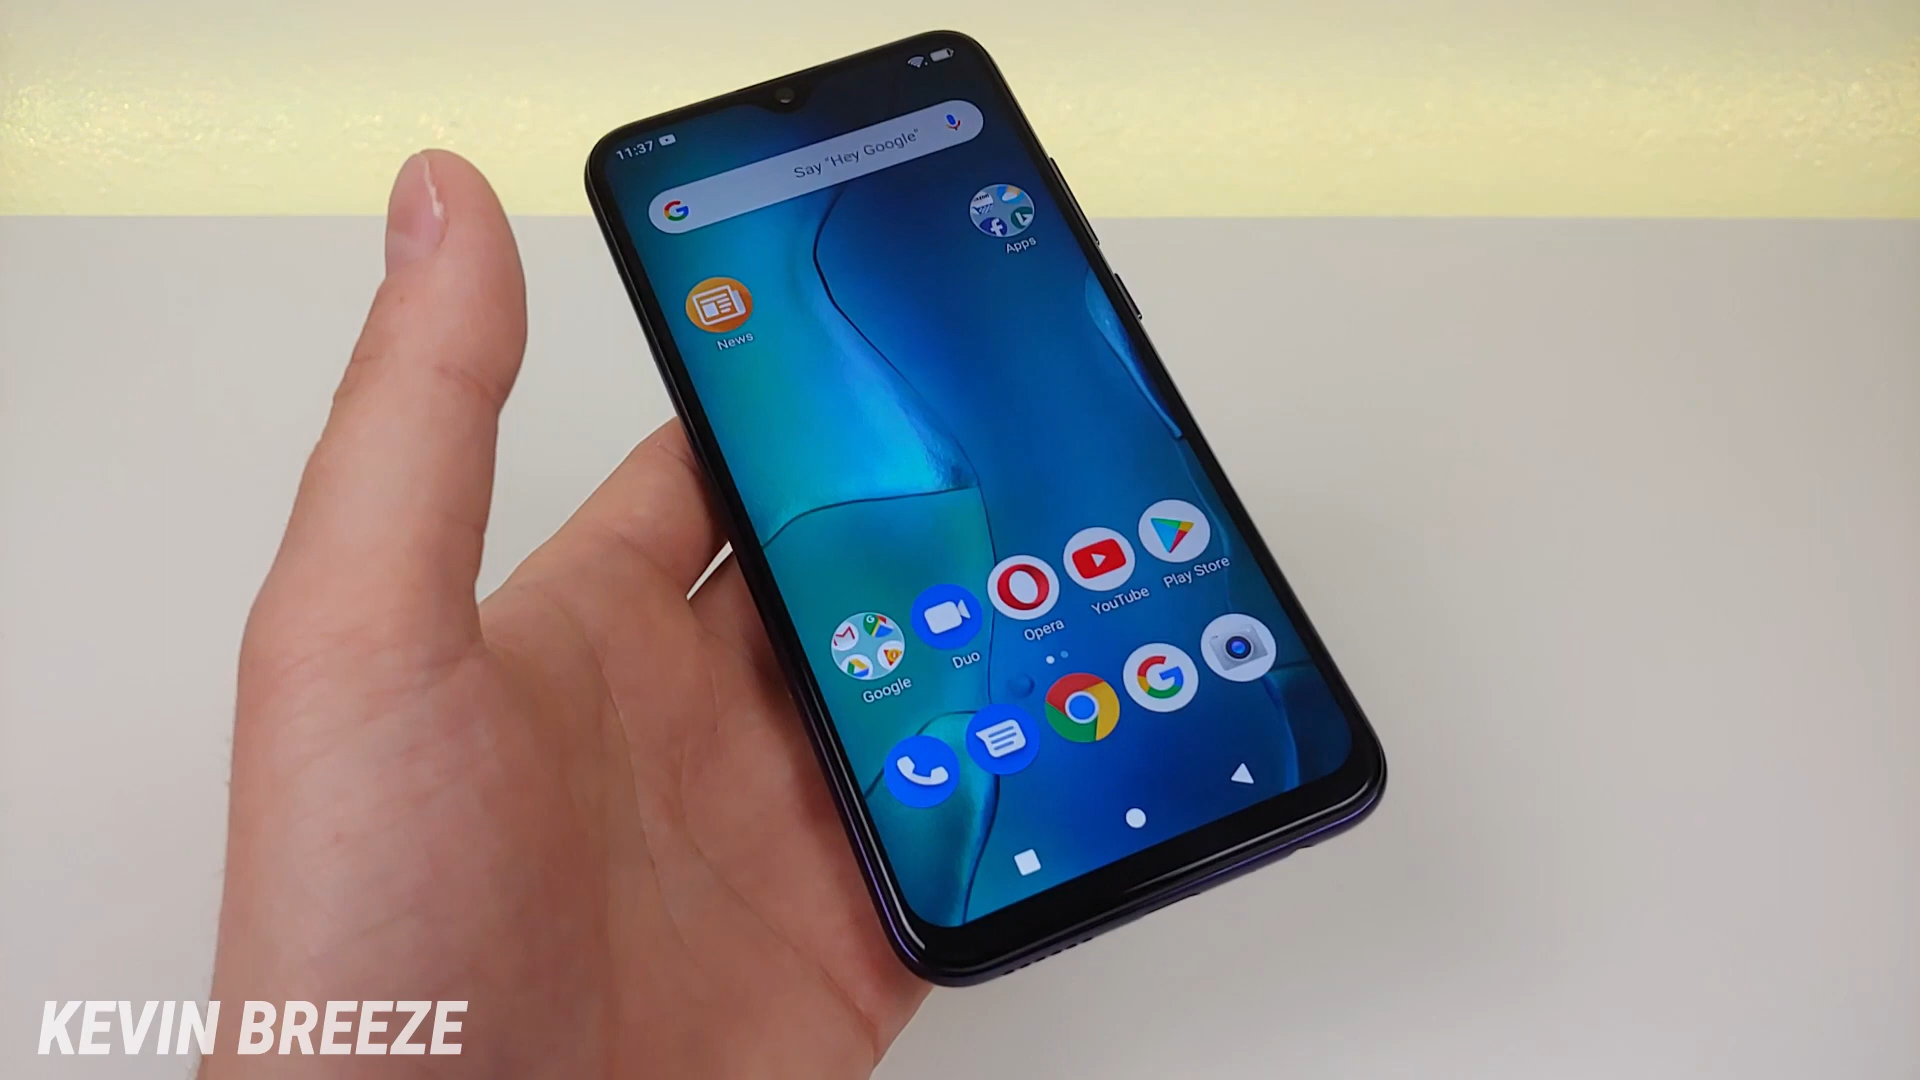 11:37
Say "Hey Google"
Apps
News
Play Store
YouTube
Opera
Duo
Google
KEVIN BREEZE